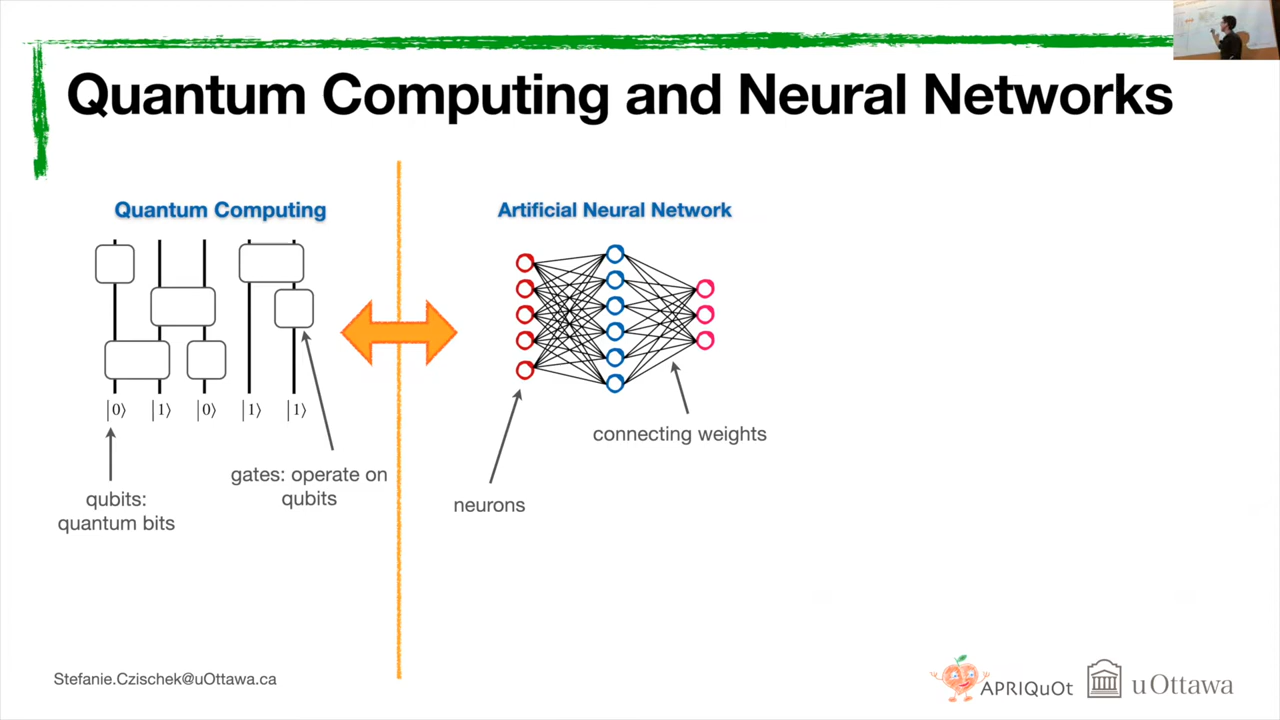 Quantum Computing and Neural Networks
Quantum Computing
|0⟩ |1⟩ |0⟩ |1⟩ |1⟩
qubits:
quantum bits
gates: operate on
qubits
Artificial Neural Network
connecting weights
neurons
Stefanie.Czischek@uOttawa.ca
APRIQuOt
uOttawa